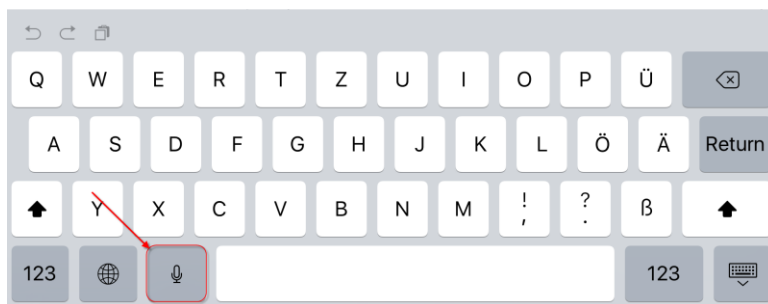 Q W E R T Z U I O P Ü
A S D F G H J K L Ö Ä Return
Y X C V B N M ! , ? . ß
123 123